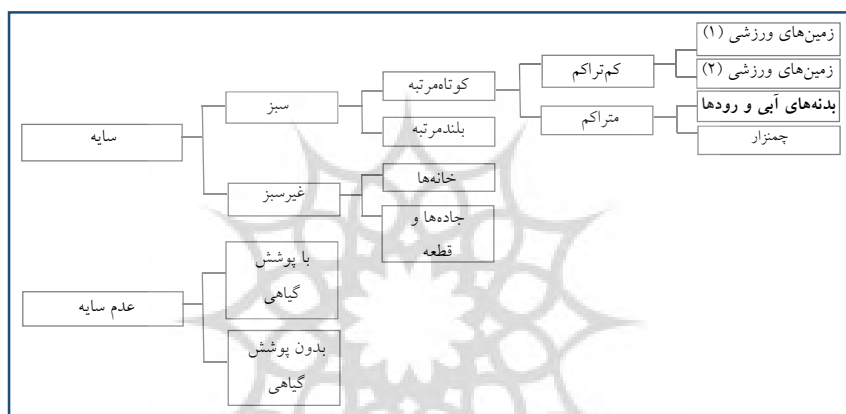 زمین‌های ورزشی (۱)
کم‌تراکم
زمین‌های ورزشی (۲)
کوتاه‌مرتبه
سبز
بدنه‌های آبی و رودها
متراکم
بلندمرتبه
چمنزار
سایه
خانه‌ها
غیرسبز
جاده‌ها و
قطعه
با پوشش
گیاهی
عدم سایه
بدون پوشش
گیاهی